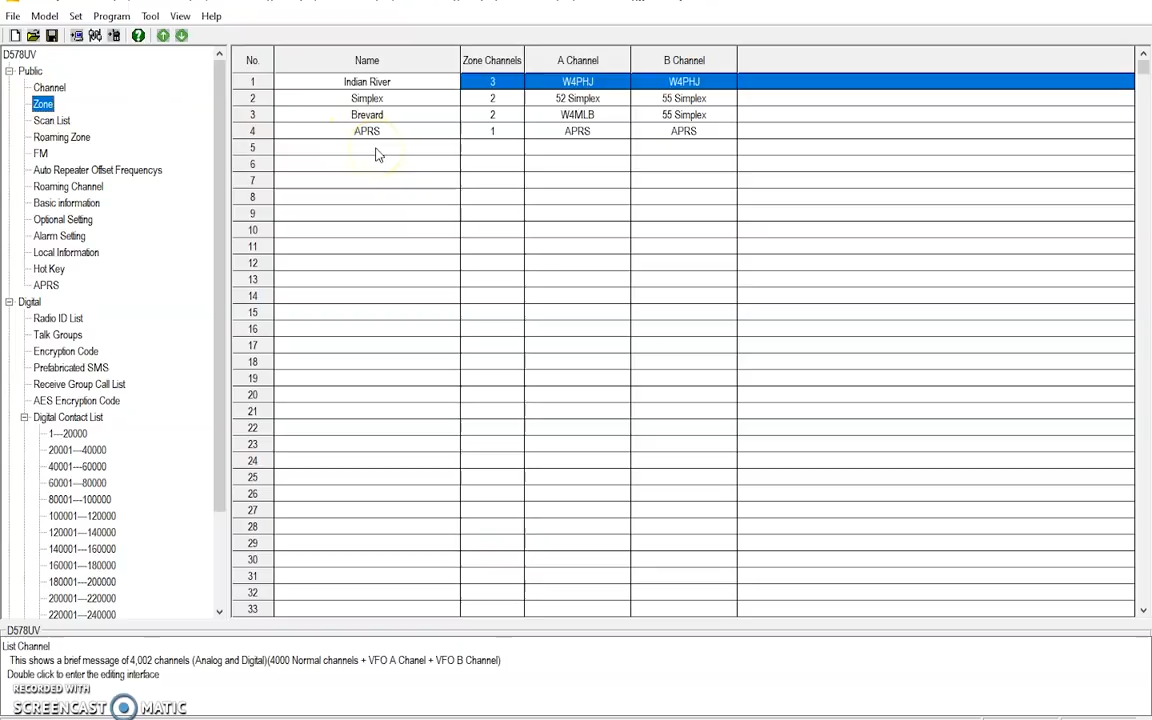 File Model Set Program Tool View Help
D578UV
Public
Channel
Zone
Scan List
Roaming Zone
FM
Auto Repeater Offset Frequencys
Roaming Channel
Basic information
Optional Setting
Alarm Setting
Local Information
Hot Key
APRS
Digital
Radio ID List
Talk Groups
Encryption Code
Prefabricated SMS
Receive Group Call List
AES Encryption Code
Digital Contact List
1---20000
20001---40000
40001---60000
60001---80000
80001---100000
100001---120000
120001---140000
140001---160000
160001---180000
180001---200000
200001---220000
220001---240000
No. Name Zone Channels A Channel B Channel
1 Indian River 3 W4PHJ W4PHJ
2 Simplex 2 52 Simplex 55 Simplex
3 Brevard 2 W4MLB 55 Simplex
4 APRS 1 APRS APRS
5
6
7
8
9
10
11
12
13
14
15
16
17
18
19
20
21
22
23
24
25
26
27
28
29
30
31
32
33
D578UV
List Channel
This shows a brief message of 4,002 channels (Analog and Digital)(4000 Normal channels + VFO A Chanel + VFO B Channel)
Double click to enter the editing interface
RECORDED WITH
SCREENCAST MATIC